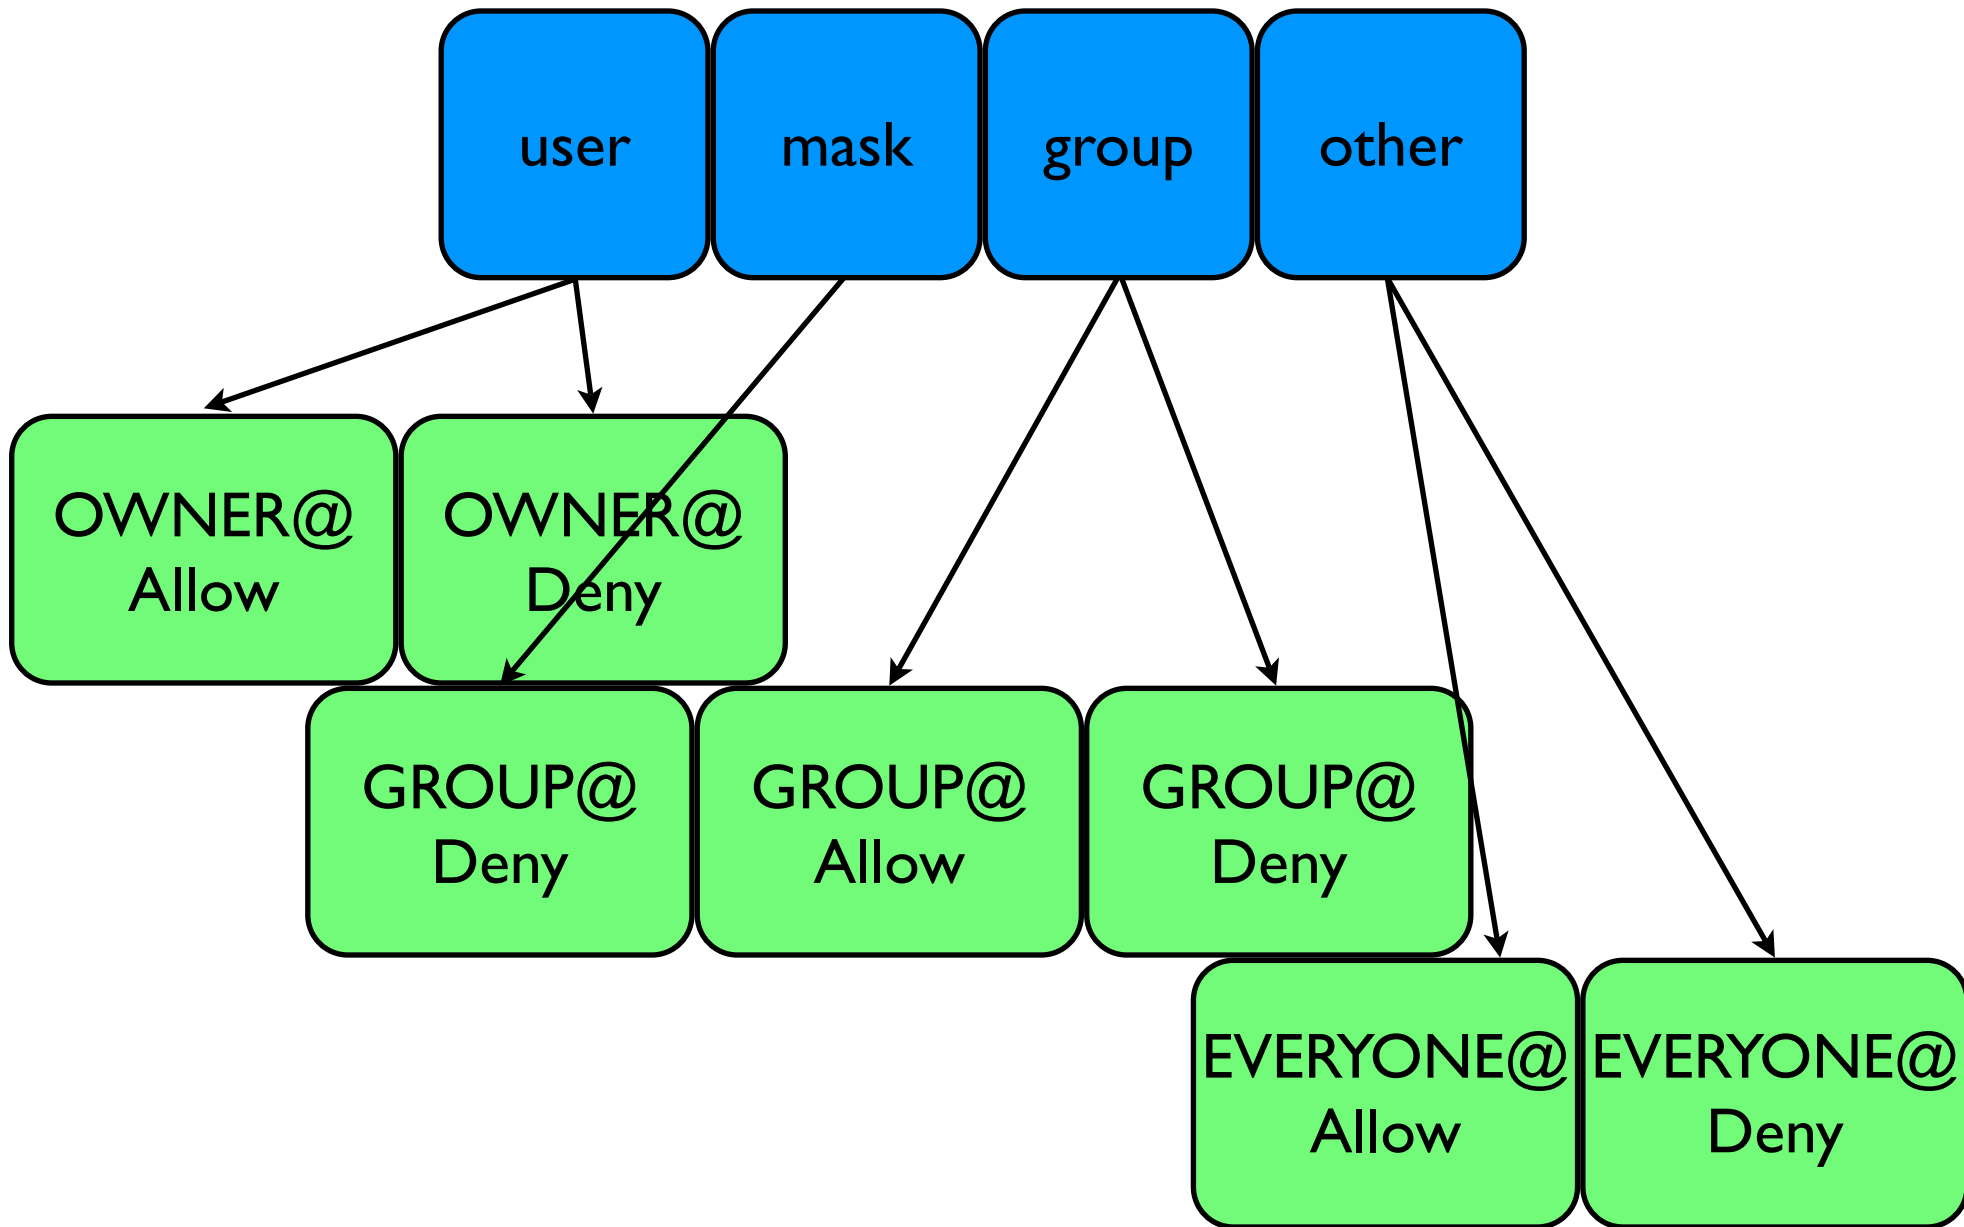 user
mask
group
other
OWNER@
Allow
OWNER@
Deny
GROUP@
Deny
GROUP@
Allow
GROUP@
Deny
EVERYONE@
Allow
EVERYONE@
Deny